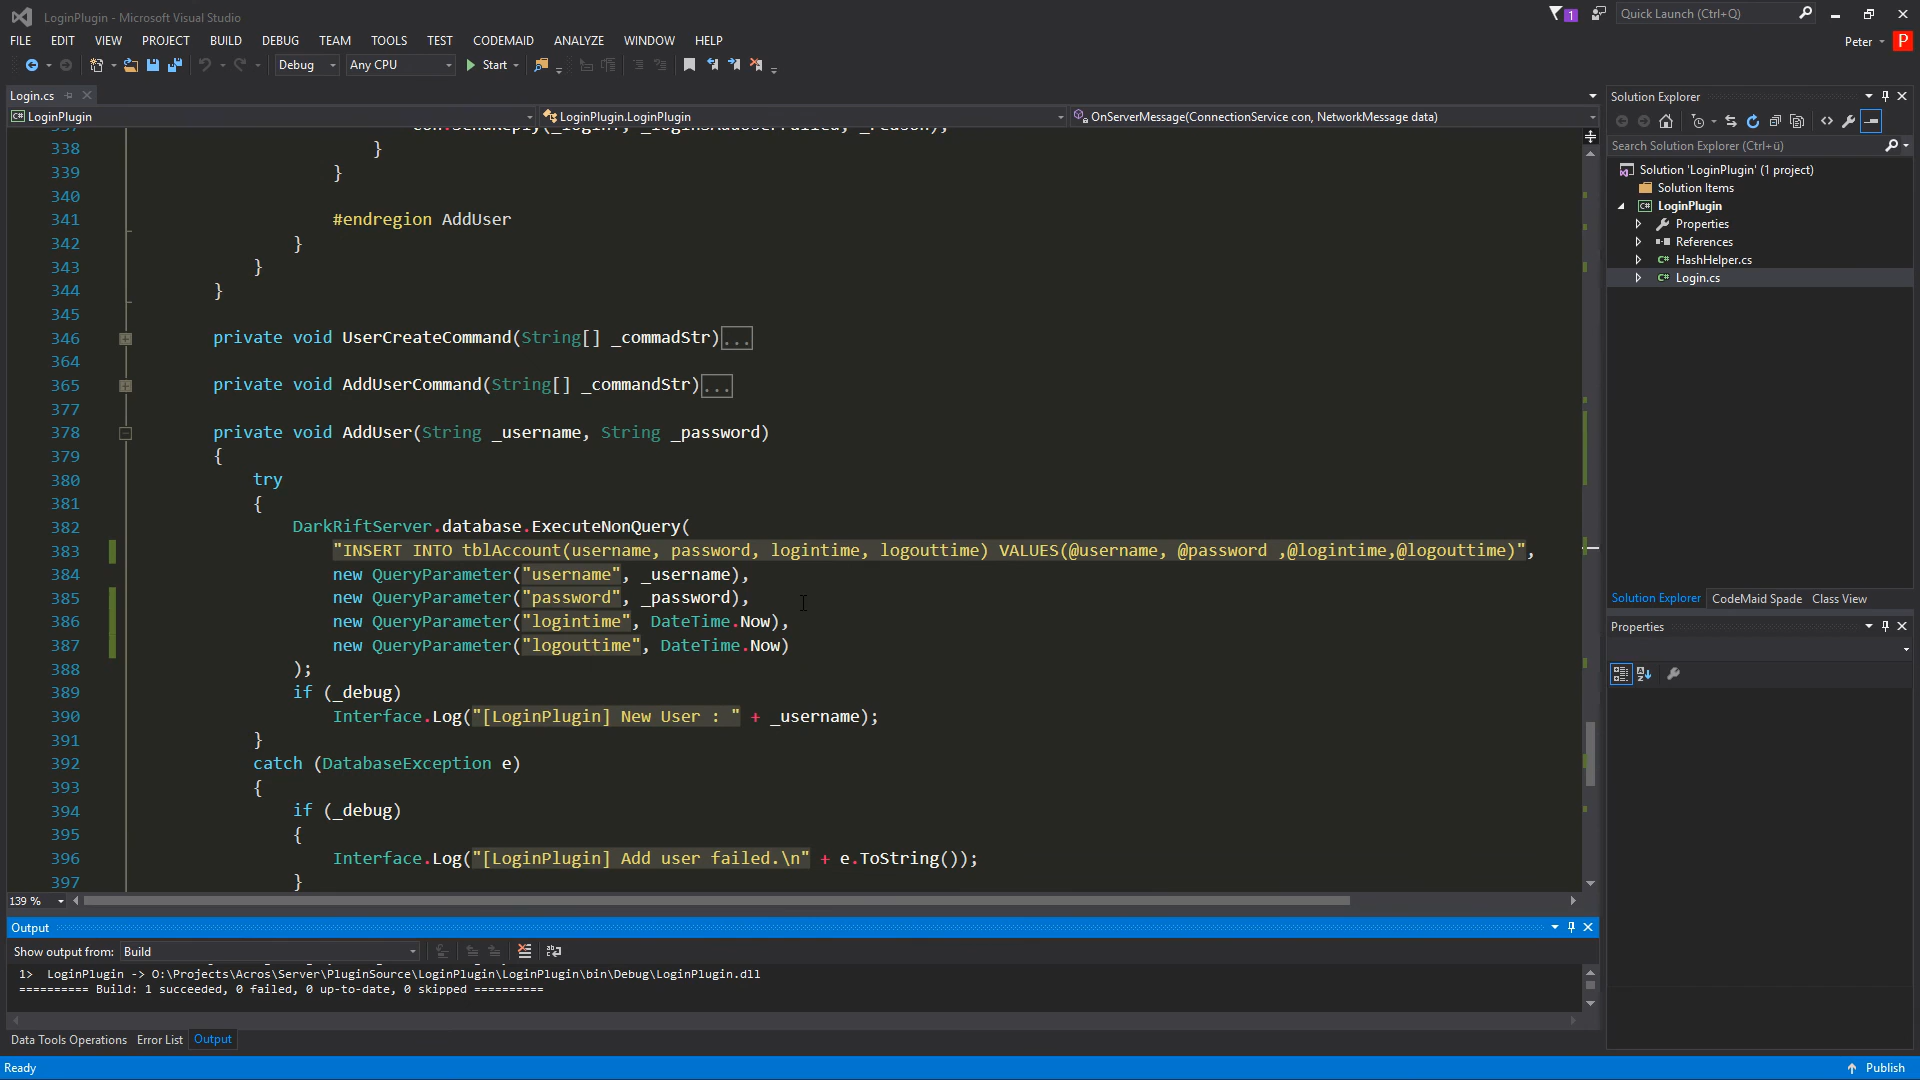 LoginPlugin - Microsoft Visual Studio
1
Quick Launch (Ctrl+Q)
FILE EDIT VIEW PROJECT BUILD DEBUG TEAM TOOLS TEST CODEMAID ANALYZE WINDOW HELP
Peter P
Debug Any CPU Start
Login.cs
LoginPlugin LoginPlugin.LoginPlugin OnServerMessage(ConnectionService con, NetworkMessage data)
338 }
339 }
340
341 #endregion AddUser
342 }
343 }
344 }
345
346 private void UserCreateCommand(String[] _commadStr)...
364
365 private void AddUserCommand(String[] _commandStr)...
377
378 private void AddUser(String _username, String _password)
379 {
380 try
381 {
382 DarkRiftServer.database.ExecuteNonQuery(
383 "INSERT INTO tblAccount(username, password, logintime, logouttime) VALUES(@username, @password ,@logintime,@logouttime)",
384 new QueryParameter("username", _username),
385 new QueryParameter("password", _password),
386 new QueryParameter("logintime", DateTime.Now),
387 new QueryParameter("logouttime", DateTime.Now)
388 );
389 if (_debug)
390 Interface.Log("[LoginPlugin] New User : " + _username);
391 }
392 catch (DatabaseException e)
393 {
394 if (_debug)
395 {
396 Interface.Log("[LoginPlugin] Add user failed.\n" + e.ToString());
397 }
139 %
Output
Show output from: Build
1> LoginPlugin -> O:\Projects\Acros\Server\PluginSource\LoginPlugin\LoginPlugin\bin\Debug\LoginPlugin.dll
========== Build: 1 succeeded, 0 failed, 0 up-to-date, 0 skipped ==========
Data Tools Operations Error List Output
Ready
Solution Explorer
Search Solution Explorer (Ctrl+ü)
Solution 'LoginPlugin' (1 project)
Solution Items
C# LoginPlugin
Properties
References
C# HashHelper.cs
C# Login.cs
Solution Explorer CodeMaid Spade Class View
Properties
Publish